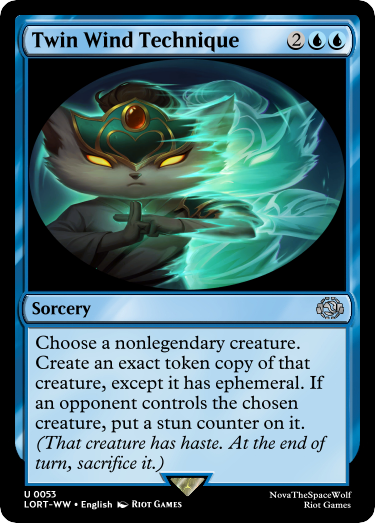 Twin Wind Technique 2
Sorcery
Choose a nonlegendary creature.
Create an exact token copy of that
creature, except it has ephemeral. If
an opponent controls the chosen
creature, put a stun counter on it.
(That creature has haste. At the end of
turn, sacrifice it.)
U 0053
LORT-WW • English Riot Games
NovaTheSpaceWolf
Riot Games